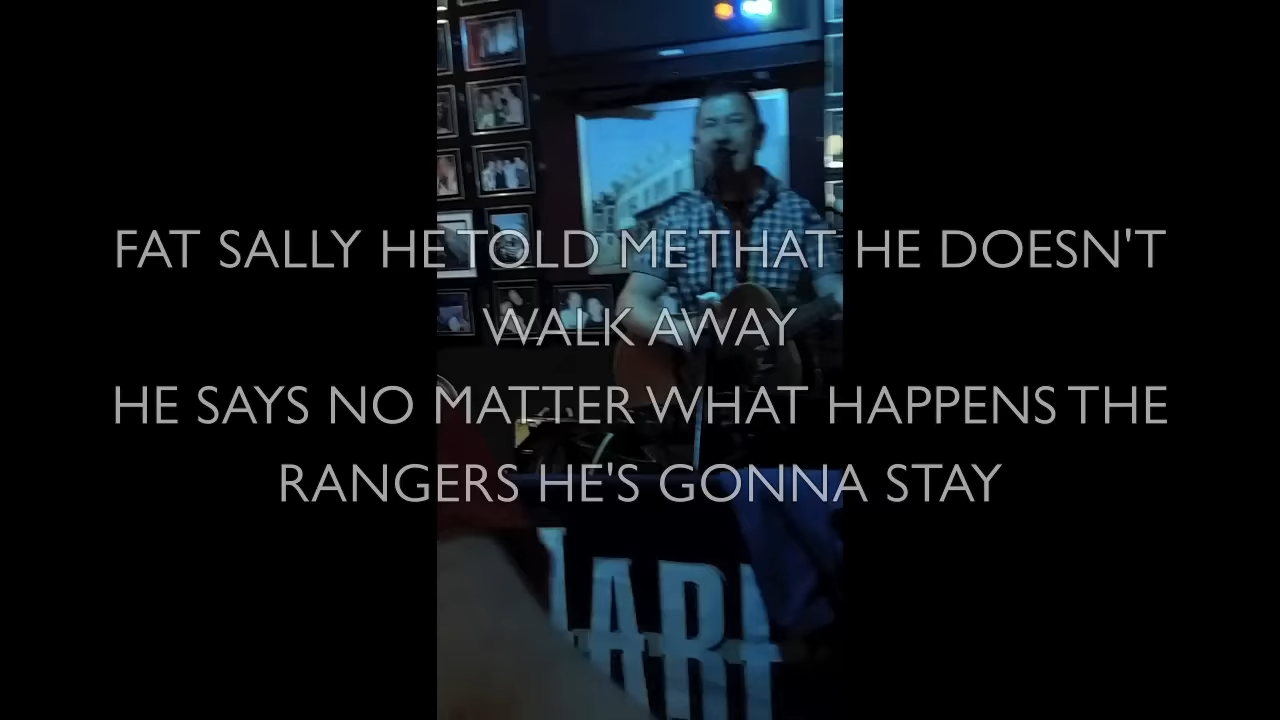 FAT SALLY HE TOLD ME THAT HE DOESN'T
WALK AWAY
HE SAYS NO MATTER WHAT HAPPENS THE
RANGERS HE'S GONNA STAY